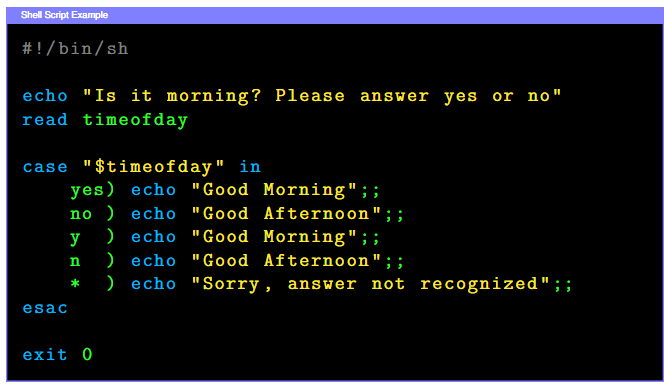 Shell Script Example
#!/bin/sh
echo "Is it morning? Please answer yes or no"
read timeofday
case "$timeofday" in
    yes) echo "Good Morning";;
    no ) echo "Good Afternoon";;
    y  ) echo "Good Morning";;
    n  ) echo "Good Afternoon";;
    *  ) echo "Sorry, answer not recognized";;
esac
exit 0